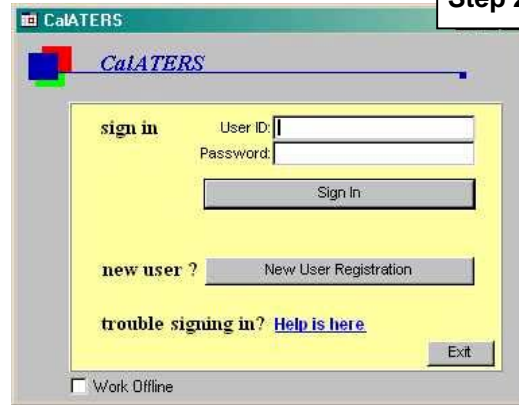 Step 2
CalATERS
CalATERS
sign in User ID:
Password:
Sign In
new user ? New User Registration
trouble signing in? Help is here
Exit
Work Offline